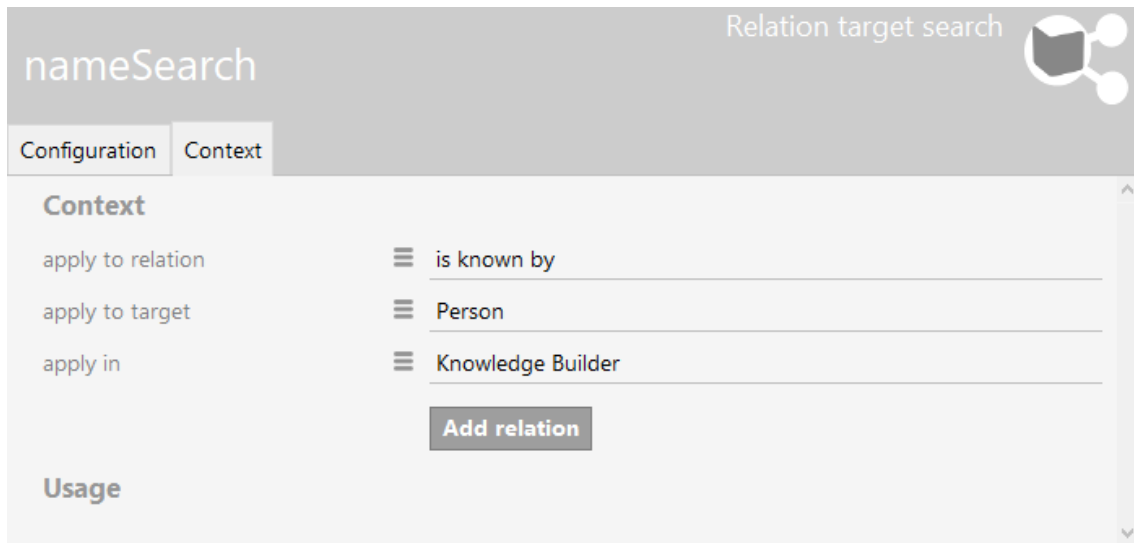 Relation target search
nameSearch
Configuration Context
Context
apply to relation is known by
apply to target Person
apply in Knowledge Builder
Add relation
Usage